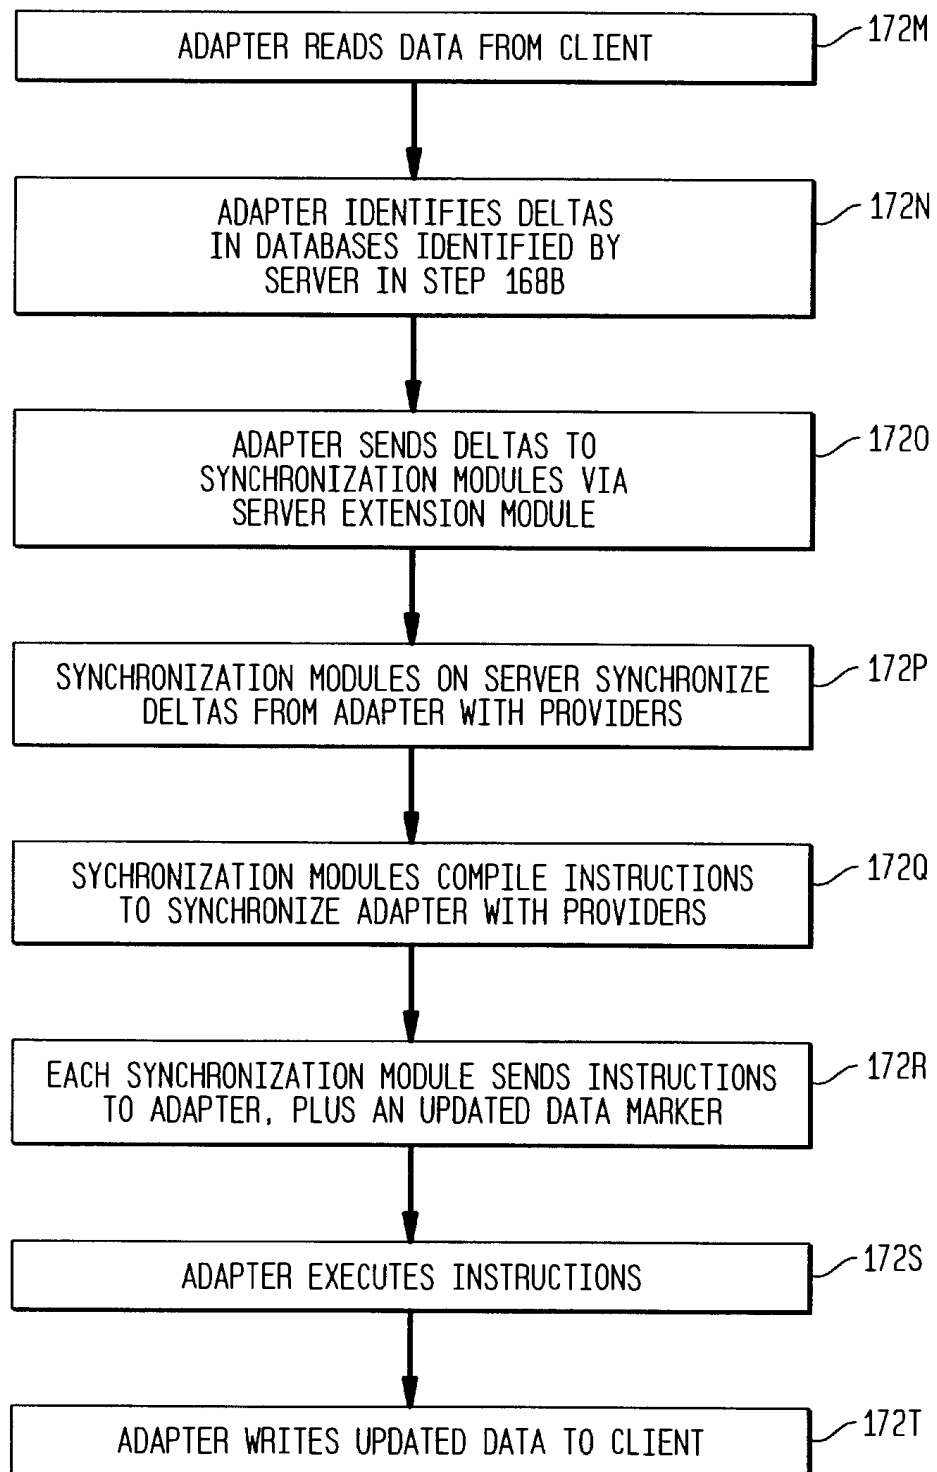 ADAPTER READS DATA FROM CLIENT
172M
ADAPTER IDENTIFIES DELTAS
IN DATABASES IDENTIFIED BY
SERVER IN STEP 168B
172N
ADAPTER SENDS DELTAS TO
SYNCHRONIZATION MODULES VIA
SERVER EXTENSION MODULE
172O
SYNCHRONIZATION MODULES ON SERVER SYNCHRONIZE
DELTAS FROM ADAPTER WITH PROVIDERS
172P
SYCHRONIZATION MODULES COMPILE INSTRUCTIONS
TO SYNCHRONIZE ADAPTER WITH PROVIDERS
172Q
EACH SYNCHRONIZATION MODULE SENDS INSTRUCTIONS
TO ADAPTER, PLUS AN UPDATED DATA MARKER
172R
ADAPTER EXECUTES INSTRUCTIONS
172S
ADAPTER WRITES UPDATED DATA TO CLIENT
172T